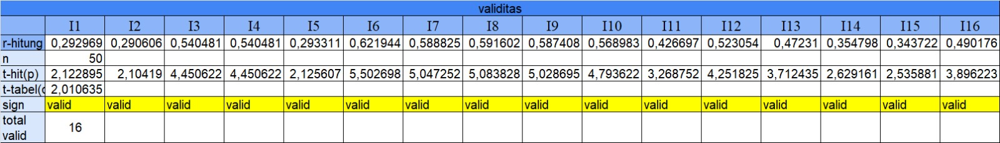 validitas
I1 I2 I3 I4 I5 I6 I7 I8 I9 I10 I11 I12 I13 I14 I15 I16
r-hitung 0,292969 0,290606 0,540481 0,540481 0,293311 0,621944 0,588825 0,591602 0,587408 0,568983 0,426697 0,523054 0,47231 0,354798 0,343722 0,490176
n 50
t-hit(p) 2,122895 2,10419 4,450622 4,450622 2,125607 5,502698 5,047252 5,083828 5,028695 4,793622 3,268752 4,251825 3,712435 2,629161 2,535881 3,896223
t-tabel(c 2,010635
sign valid valid valid valid valid valid valid valid valid valid valid valid valid valid valid valid
total
valid 16